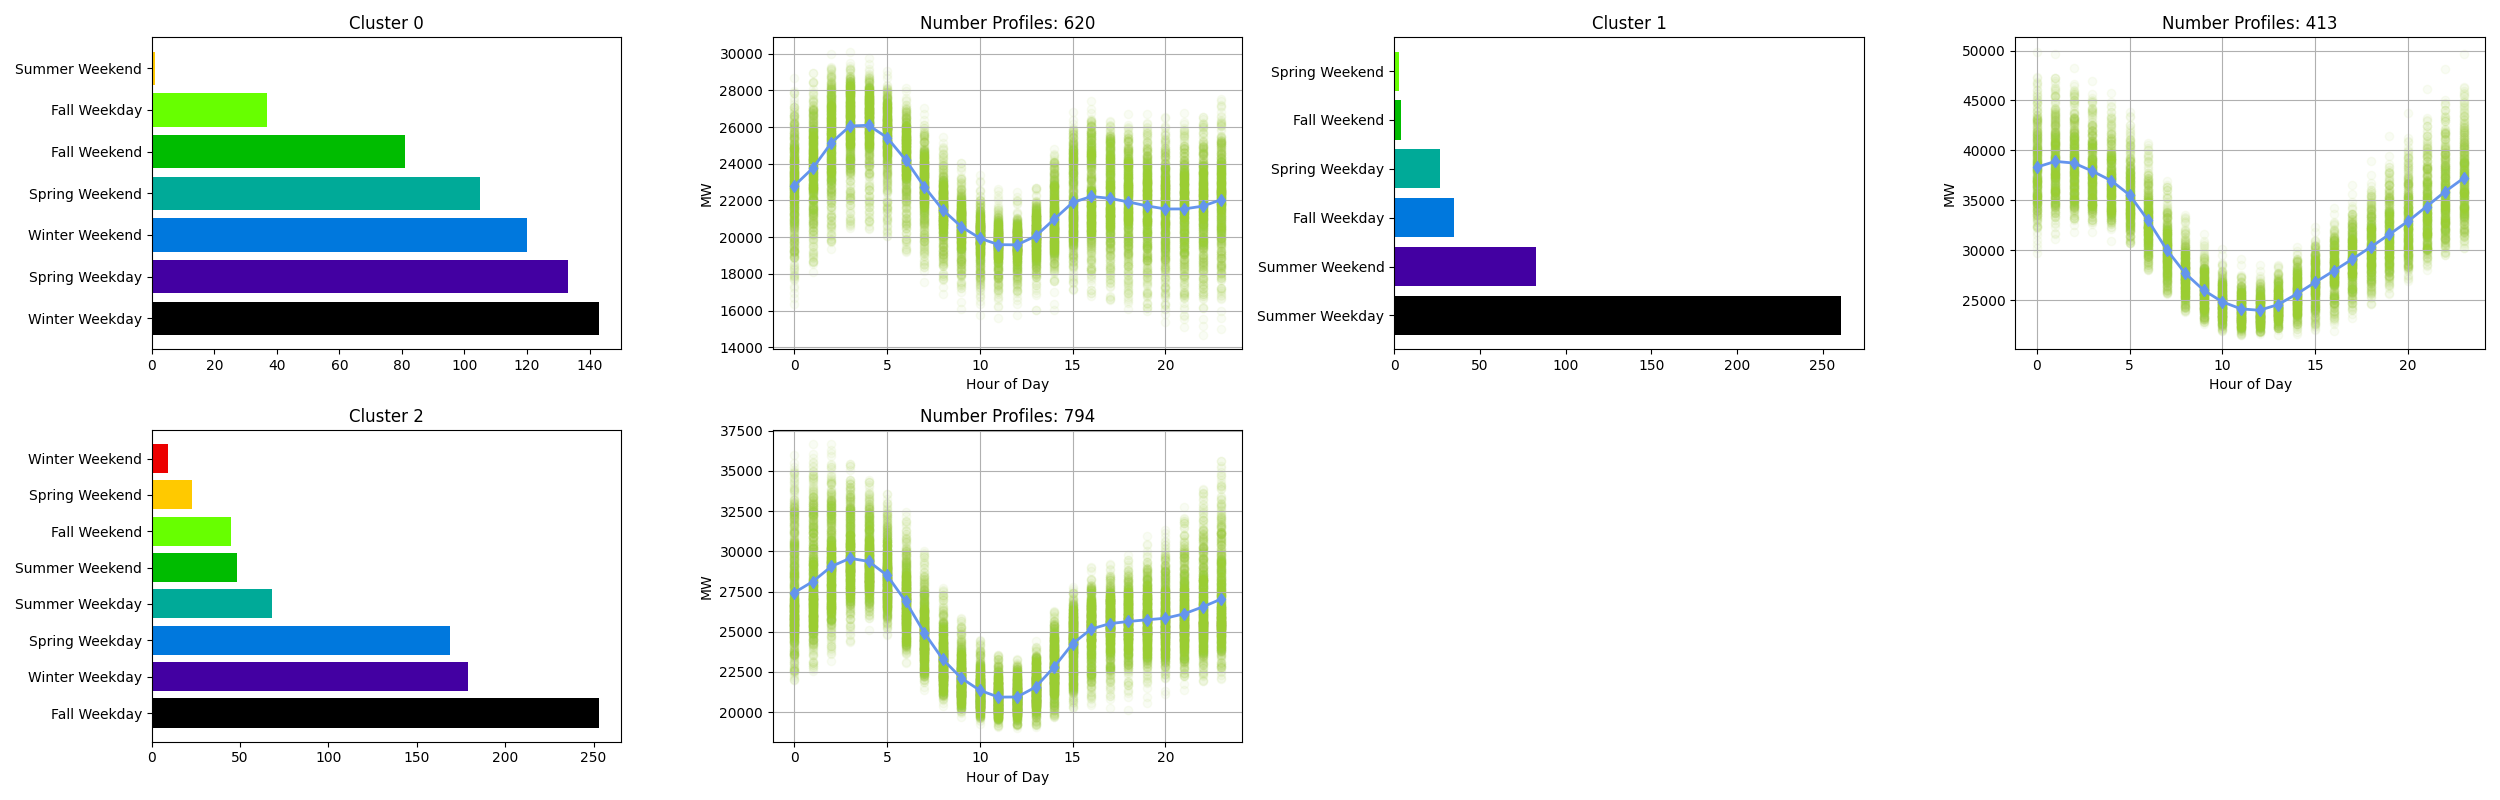 Cluster 0
Summer Weekend
Fall Weekday
Fall Weekend
Spring Weekend
Winter Weekend
Spring Weekday
Winter Weekday
0 20 40 60 80 100 120 140
Number Profiles: 620
MW
30000
28000
26000
24000
22000
20000
18000
16000
14000
0 5 10 15 20
Hour of Day
Cluster 1
Spring Weekend
Fall Weekend
Spring Weekday
Fall Weekday
Summer Weekend
Summer Weekday
0 50 100 150 200 250
Number Profiles: 413
MW
50000
45000
40000
35000
30000
25000
0 5 10 15 20
Hour of Day
Cluster 2
Winter Weekend
Spring Weekend
Fall Weekend
Summer Weekend
Summer Weekday
Spring Weekday
Winter Weekday
Fall Weekday
0 50 100 150 200 250
Number Profiles: 794
MW
37500
35000
32500
30000
27500
25000
22500
20000
0 5 10 15 20
Hour of Day